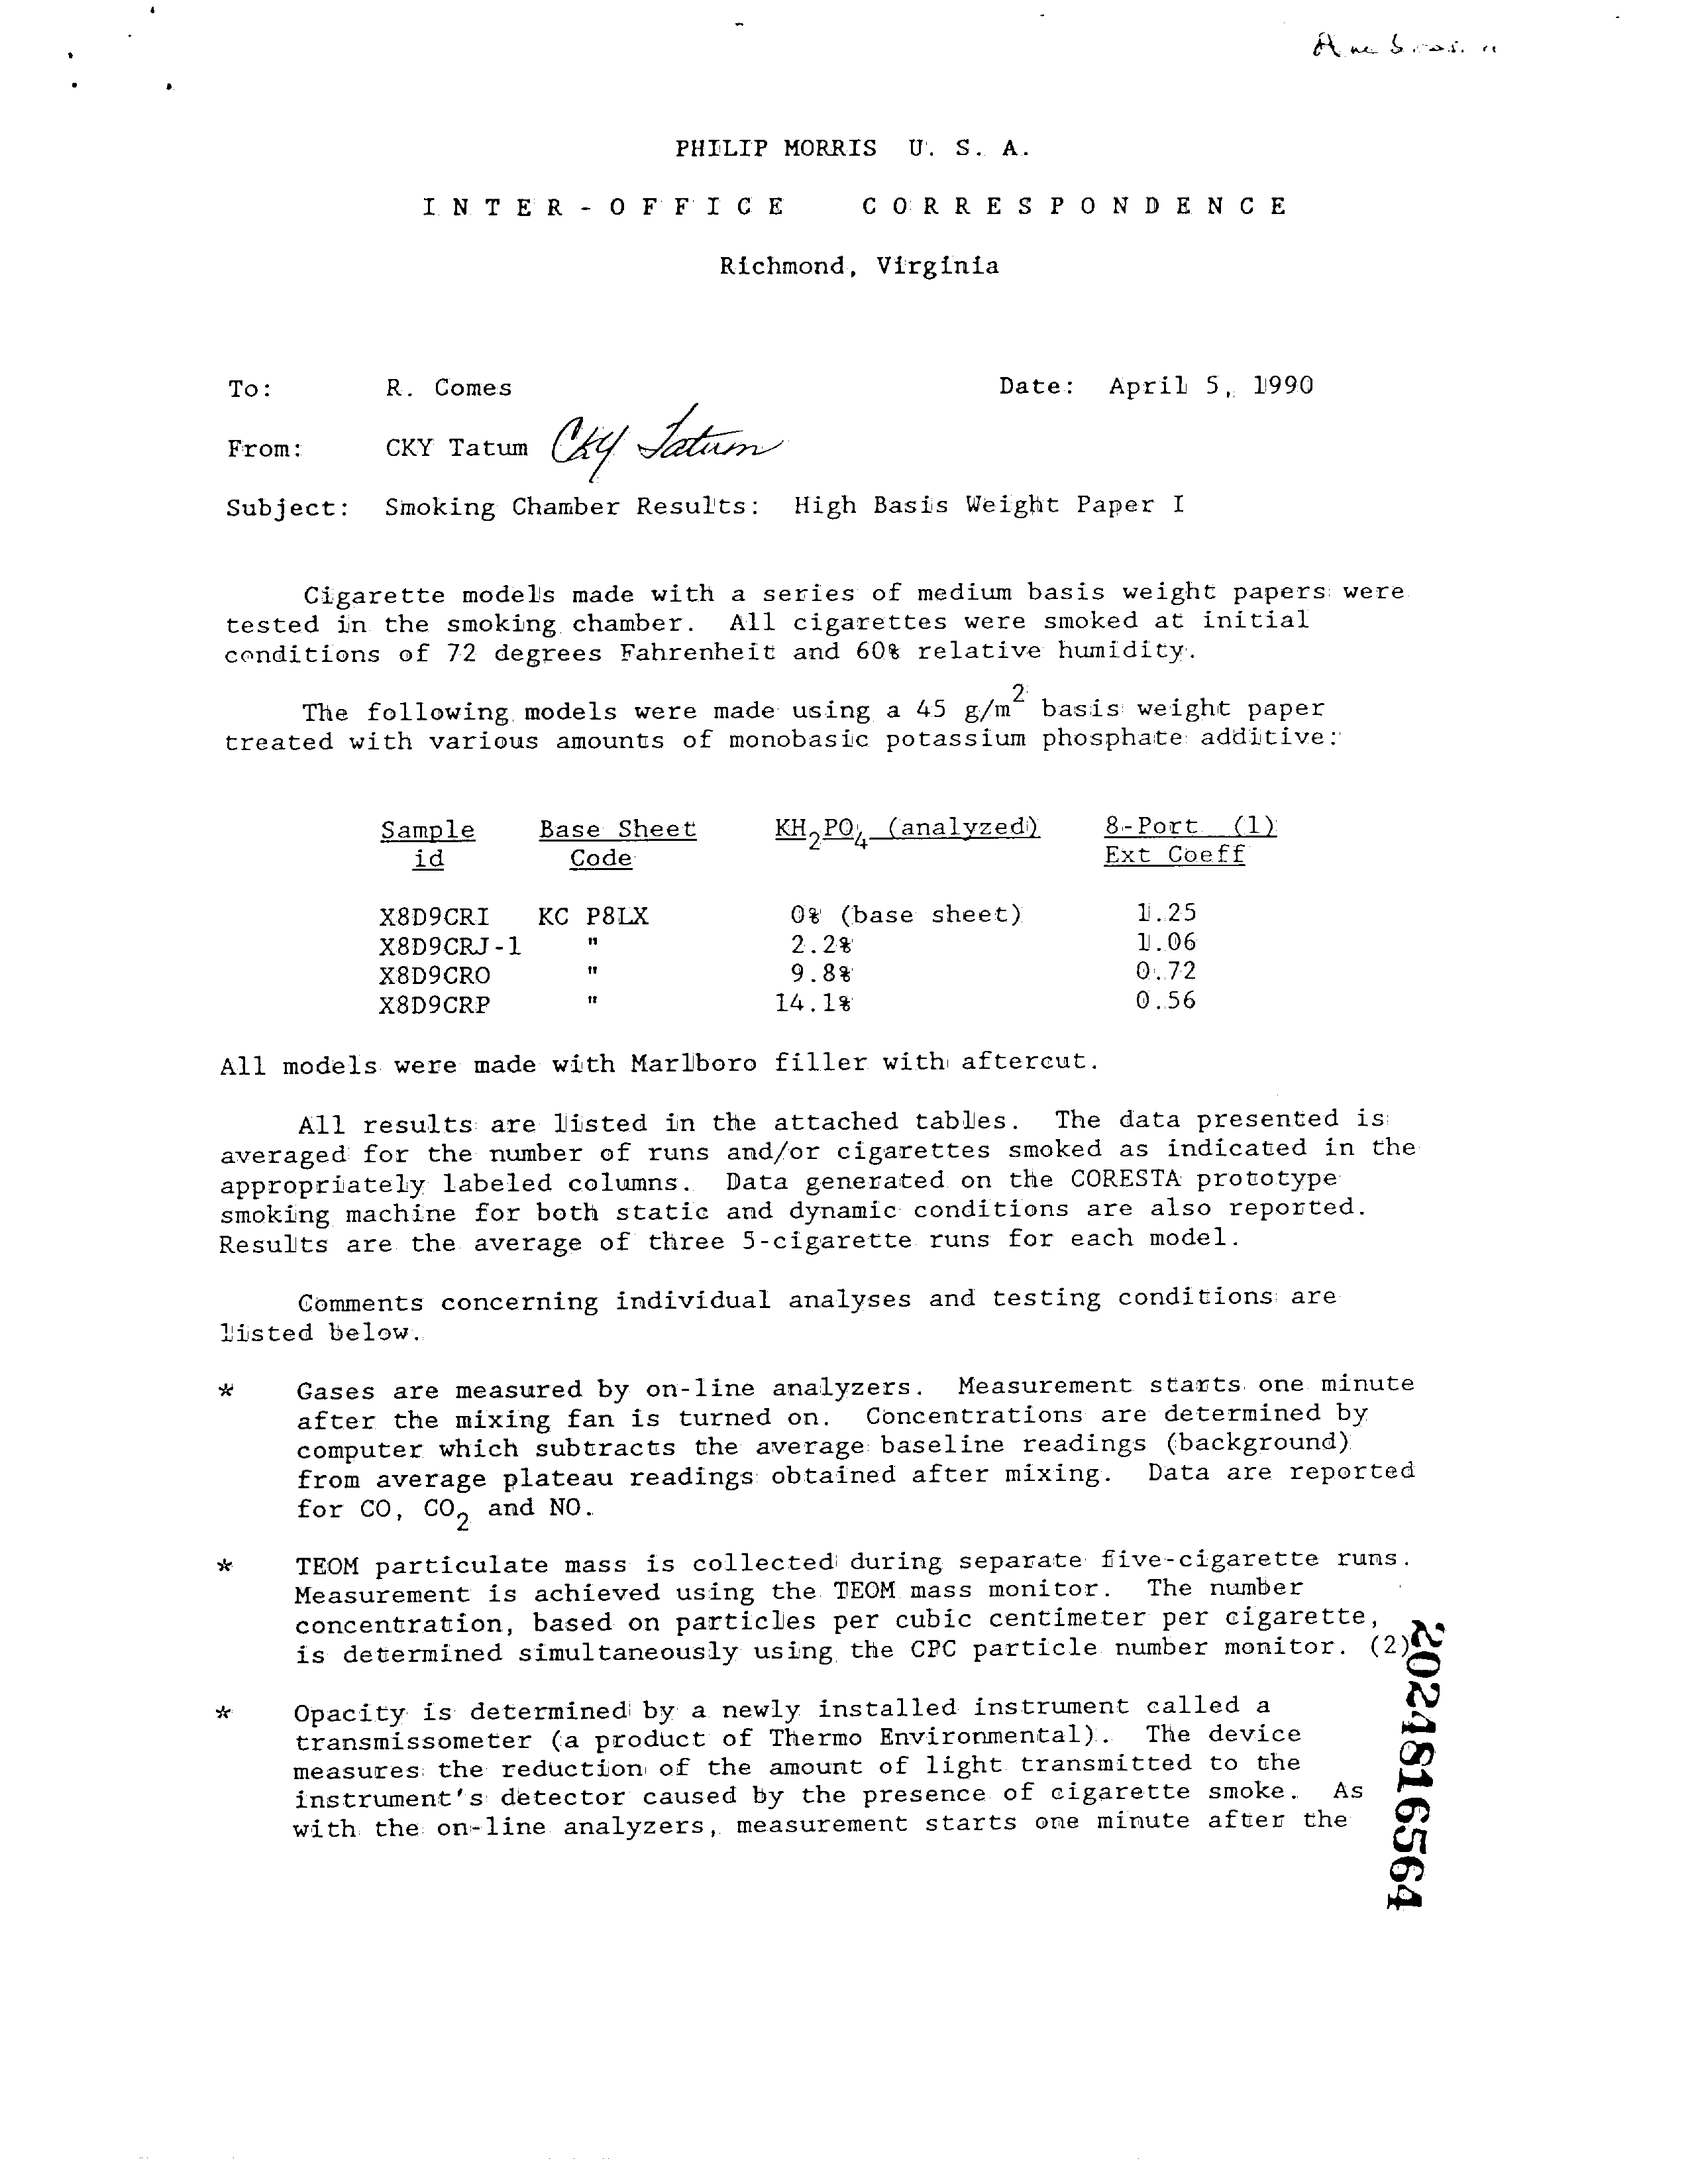 PHILIP MORRIS U. S. A.
INTER-OFFICE CORRESPONDENCE
Richmond, Virginia
To: R. Comes Date: April 5, 1990
From: CKY Tatum CKY Tatum
Subject: Smoking Chamber Results: High Basis Weight Paper I
Cigarette models made with a series of medium basis weight papers were
tested in the smoking chamber. All cigarettes were smoked at initial
conditions of 72 degrees Fahrenheit and 60% relative humidity.
The following models were made using a 45 g/m² basis weight paper
treated with various amounts of monobasic potassium phosphate additive:
Sample Base Sheet KH₂PO₄ (analyzed) 8-Port (1)
id Code Ext Coeff
X8D9CRI KC P8LX 0% (base sheet) 1.25
X8D9CRJ-1 " 2.2% 1.06
X8D9CRO " 9.8% 0.72
X8D9CRP " 14.1% 0.56
All models were made with Marlboro filler with aftercut.
All results are listed in the attached tables. The data presented is
averaged for the number of runs and/or cigarettes smoked as indicated in the
appropriately labeled columns. Data generated on the CORESTA prototype
smoking machine for both static and dynamic conditions are also reported.
Results are the average of three 5-cigarette runs for each model.
Comments concerning individual analyses and testing conditions are
listed below.
* Gases are measured by on-line analyzers. Measurement starts one minute
after the mixing fan is turned on. Concentrations are determined by
computer which subtracts the average baseline readings (background)
from average plateau readings obtained after mixing. Data are reported
for CO, CO₂ and NO.
* TEOM particulate mass is collected during separate five-cigarette runs.
Measurement is achieved using the TEOM mass monitor. The number
concentration, based on particles per cubic centimeter per cigarette,
is determined simultaneously using the CPC particle number monitor. (2)
* Opacity is determined by a newly installed instrument called a
transmissometer (a product of Thermo Environmental). The device
measures the reduction of the amount of light transmitted to the
instrument's detector caused by the presence of cigarette smoke. As
with the on-line analyzers, measurement starts one minute after the
2024816564